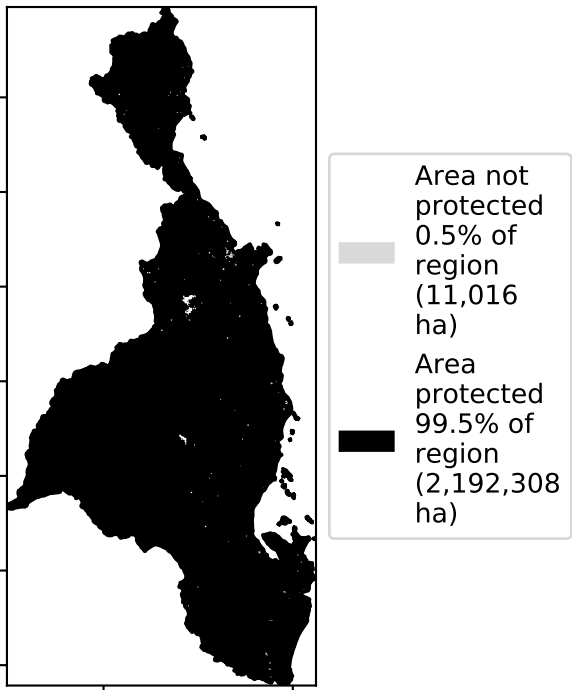 Area not
protected
0.5% of
region
(11,016
ha)
Area
protected
99.5% of
region
(2,192,308
ha)